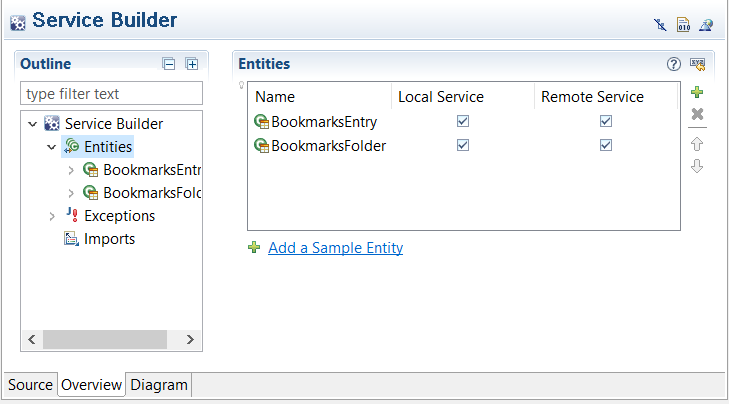 Service Builder
Outline
type filter text
Service Builder
Entities
BookmarksEntr
BookmarksFold
Exceptions
Imports
Entities
Name Local Service Remote Service
BookmarksEntry
BookmarksFolder
Add a Sample Entity
Source Overview Diagram